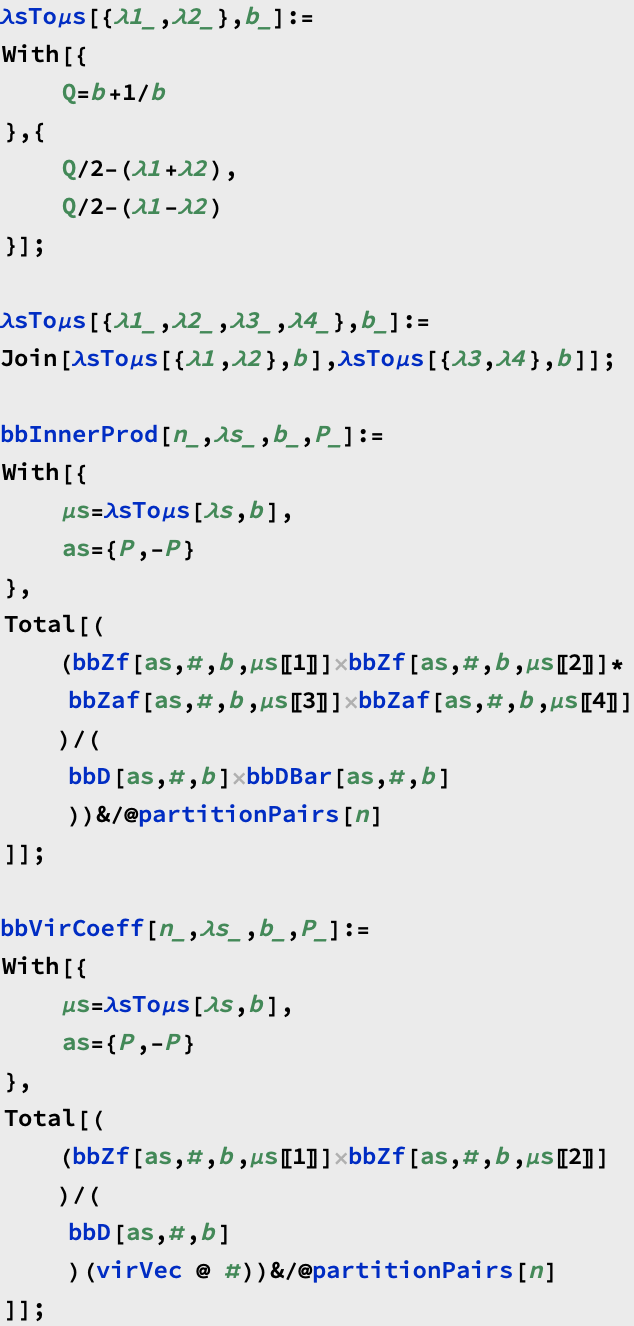 λsToμs[{λ1_,λ2_},b_]:=
With[{
Q=b+1/b
},{
Q/2-(λ1+λ2),
Q/2-(λ1-λ2)
}];
λsToμs[{λ1_,λ2_,λ3_,λ4_},b_]:=
Join[λsToμs[{λ1,λ2},b],λsToμs[{λ3,λ4},b]];
bbInnerProd[n_,λs_,b_,P_]:=
With[{
μs=λsToμs[λs,b],
as={P,-P}
},
Total[(
(bbZf[as,#,b,μs〚1〛]×bbZf[as,#,b,μs〚2〛]*
bbZaf[as,#,b,μs〚3〛]×bbZaf[as,#,b,μs〚4〛]
)/(
bbD[as,#,b]×bbDBar[as,#,b]
))&/@partitionPairs[n]
]];
bbVirCoeff[n_,λs_,b_,P_]:=
With[{
μs=λsToμs[λs,b],
as={P,-P}
},
Total[(
(bbZf[as,#,b,μs〚1〛]×bbZf[as,#,b,μs〚2〛]
)/(
bbD[as,#,b]
)(virVec @ #))&/@partitionPairs[n]
]];